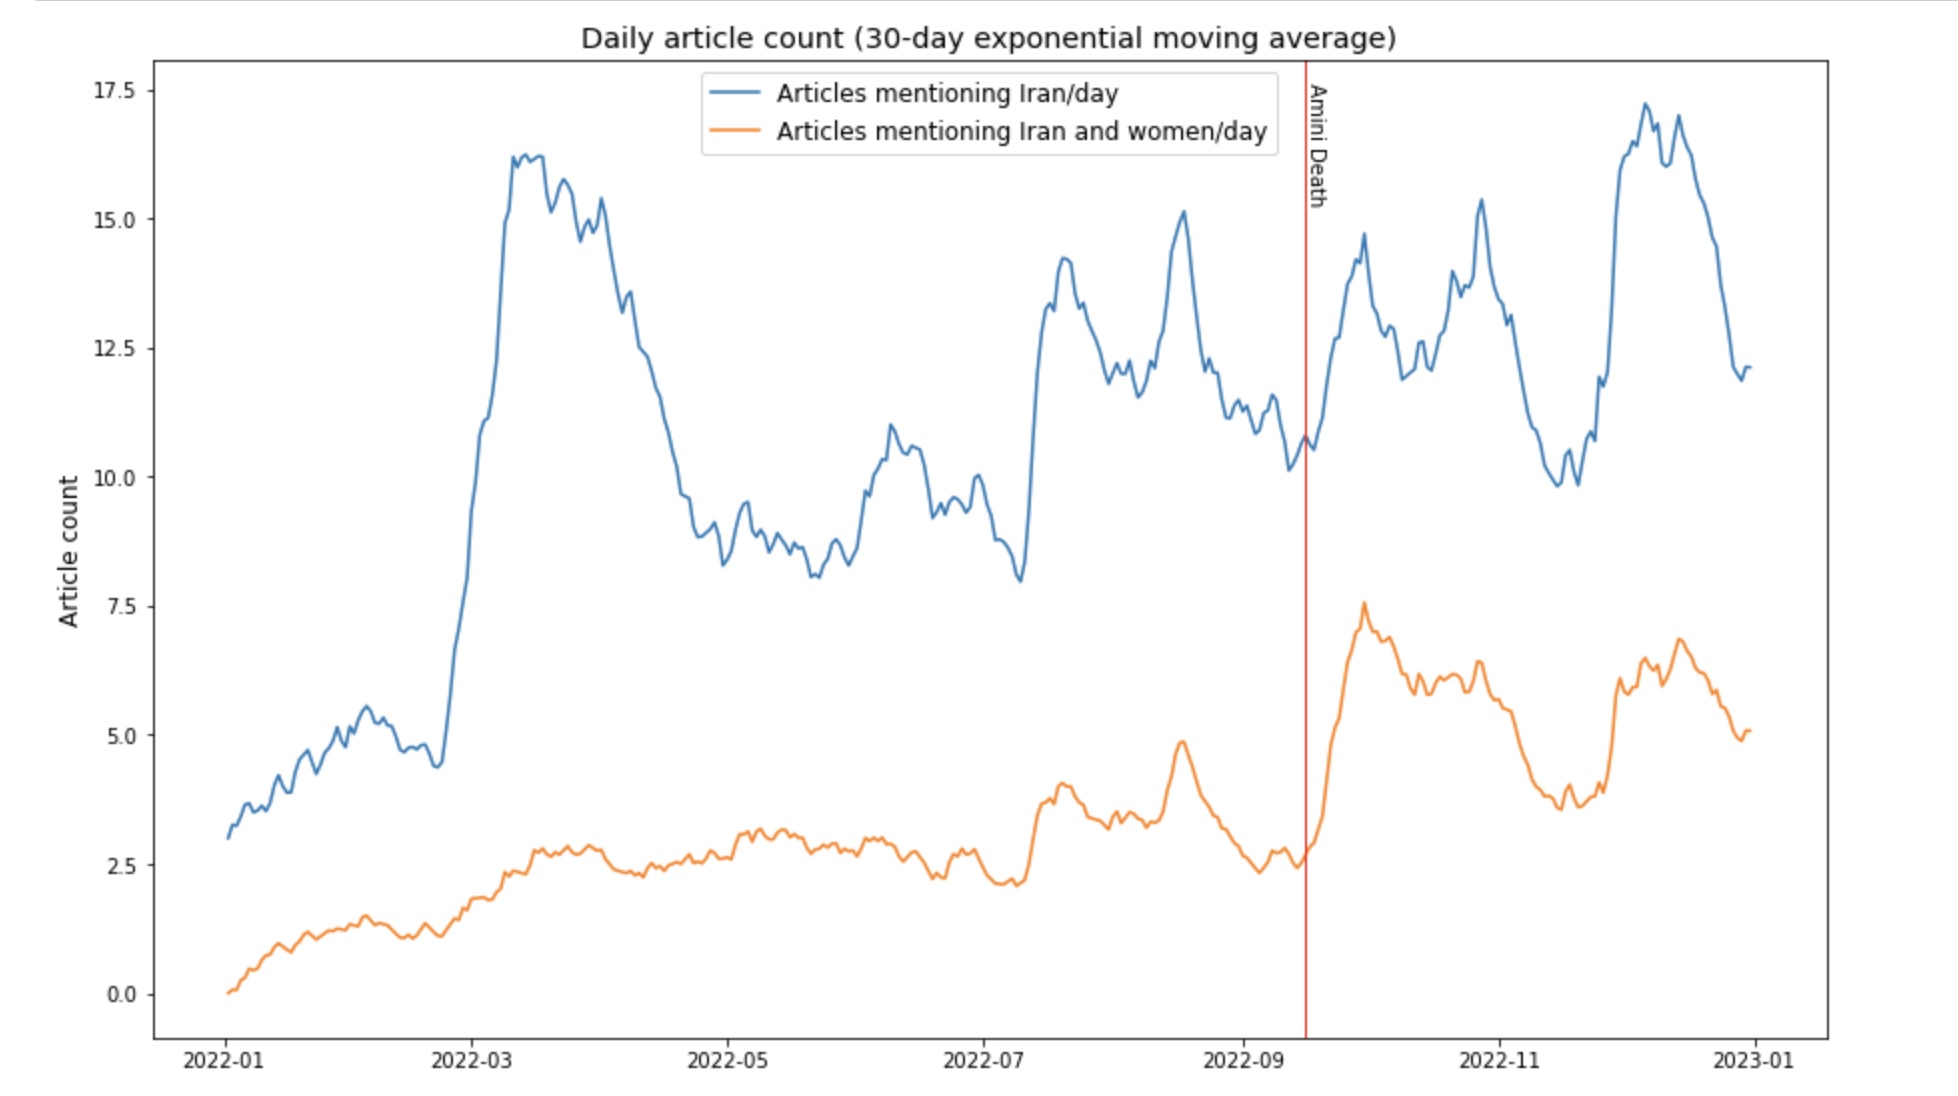 Daily article count (30-day exponential moving average)
Articles mentioning Iran/day
Articles mentioning Iran and women/day
Amini Death
Article count
17.5
15.0
12.5
10.0
7.5
5.0
2.5
0.0
2022-01 2022-03 2022-05 2022-07 2022-09 2022-11 2023-01